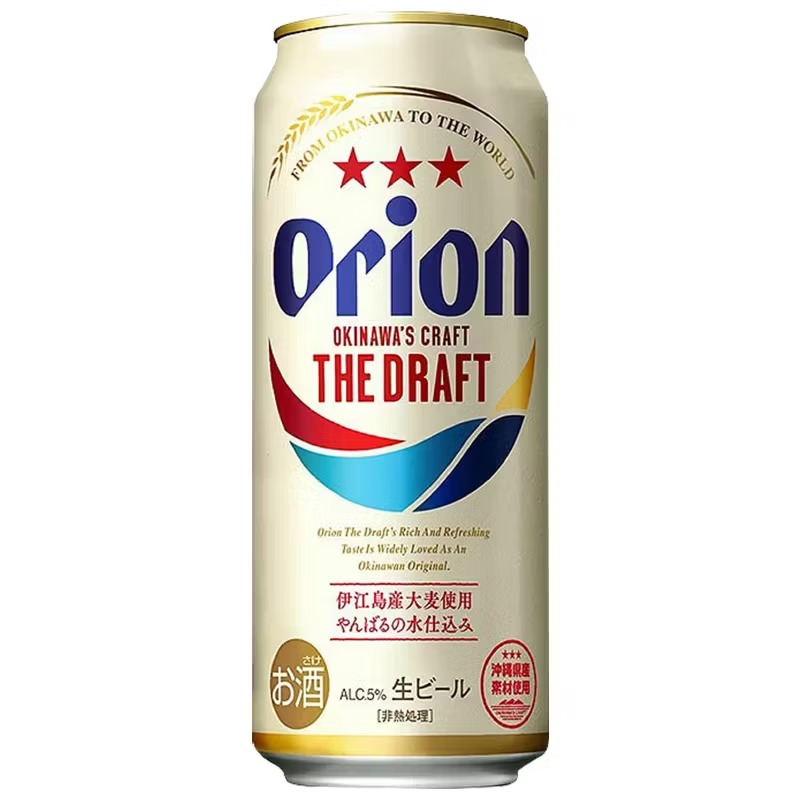 FROM OKINAWA TO THE WORLD
Orion
OKINAWA'S CRAFT
THE DRAFT
Orion The Draft's Rich And Refreshing
Taste Is Widely Loved As An
Okinawan Original.
伊江島産大麦使用
やんばるの水仕込み
さけ
お酒
ALC.5% 生ビール
[非熱処理]
沖縄県産
素材使用
OKINAWA'S CRAFT